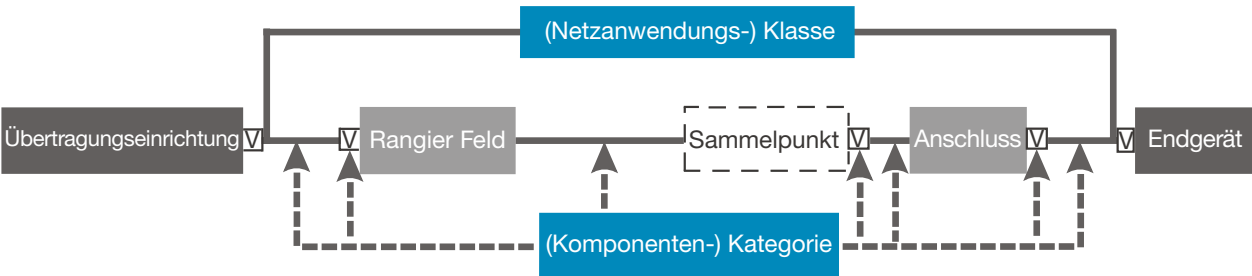 (Netzanwendungs-) Klasse
Übertragungseinrichtung V V Rangier Feld Sammelpunkt V Anschluss V V Endgerät
(Komponenten-) Kategorie